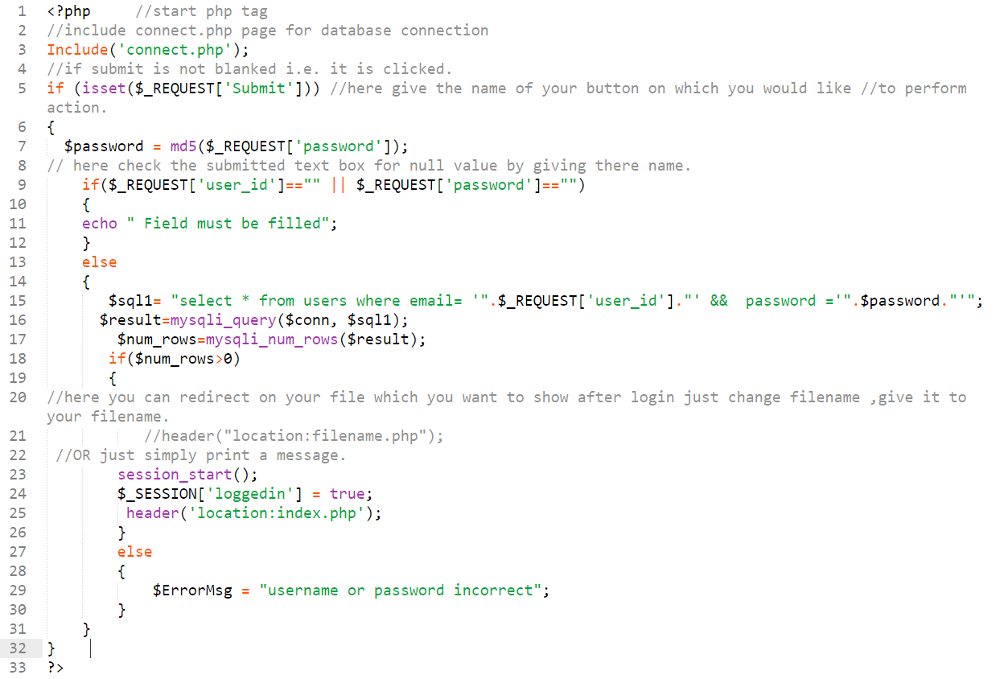 1 <?php     //start php tag
2 //include connect.php page for database connection
3 Include('connect.php');
4 //if submit is not blanked i.e. it is clicked.
5 if (isset($_REQUEST['Submit'])) //here give the name of your button on which you would like //to perform
action.
6 {
7   $password = md5($_REQUEST['password']);
8 // here check the submitted text box for null value by giving there name.
9     if($_REQUEST['user_id']=="" || $_REQUEST['password']=="")
10     {
11     echo " Field must be filled";
12     }
13     else
14     {
15        $sql1= "select * from users where email= '".$_REQUEST['user_id']."' &&  password ='".$password."'";
16       $result=mysqli_query($conn, $sql1);
17         $num_rows=mysqli_num_rows($result);
18        if($num_rows>0)
19        {
20 //here you can redirect on your file which you want to show after login just change filename ,give it to
your filename.
21            //header("location:filename.php");
22  //OR just simply print a message.
23         session_start();
24         $_SESSION['loggedin'] = true;
25          header('location:index.php');
26         }
27         else
28         {
29             $ErrorMsg = "username or password incorrect";
30         }
31     }
32 }
33 ?>